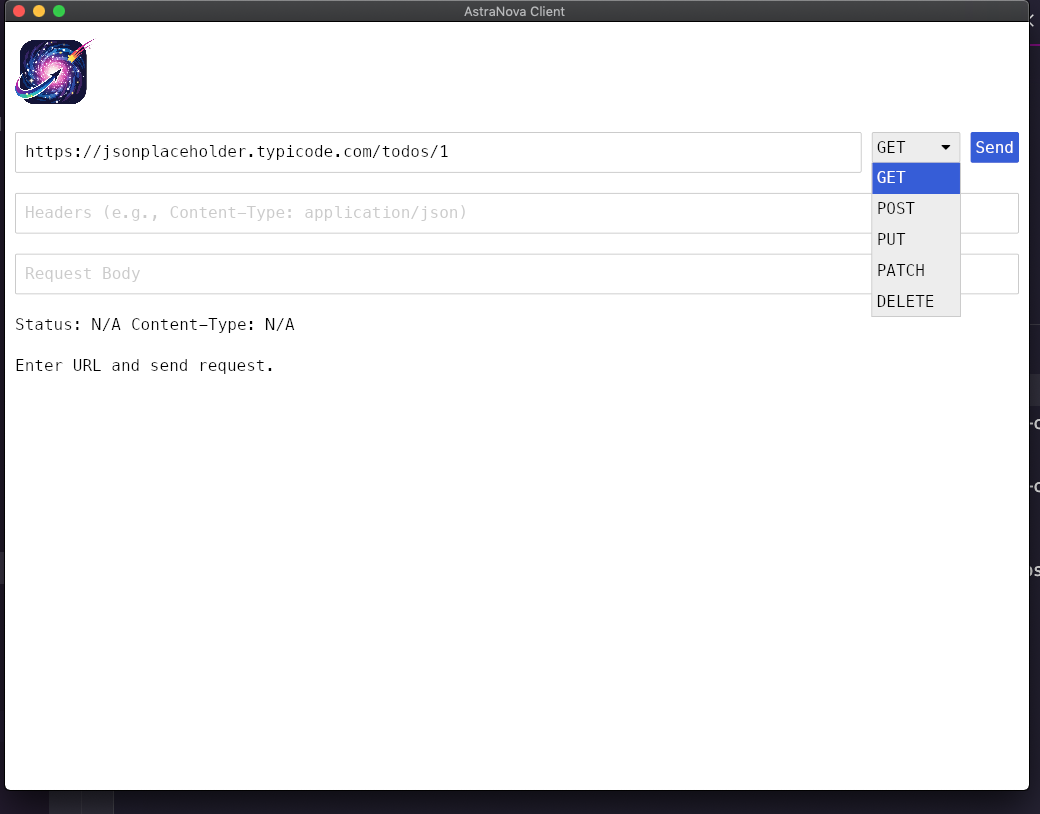 AstraNova Client
https://jsonplaceholder.typicode.com/todos/1
GET
Send
GET
POST
PUT
PATCH
DELETE
Headers (e.g., Content-Type: application/json)
Request Body
Status: N/A Content-Type: N/A
Enter URL and send request.